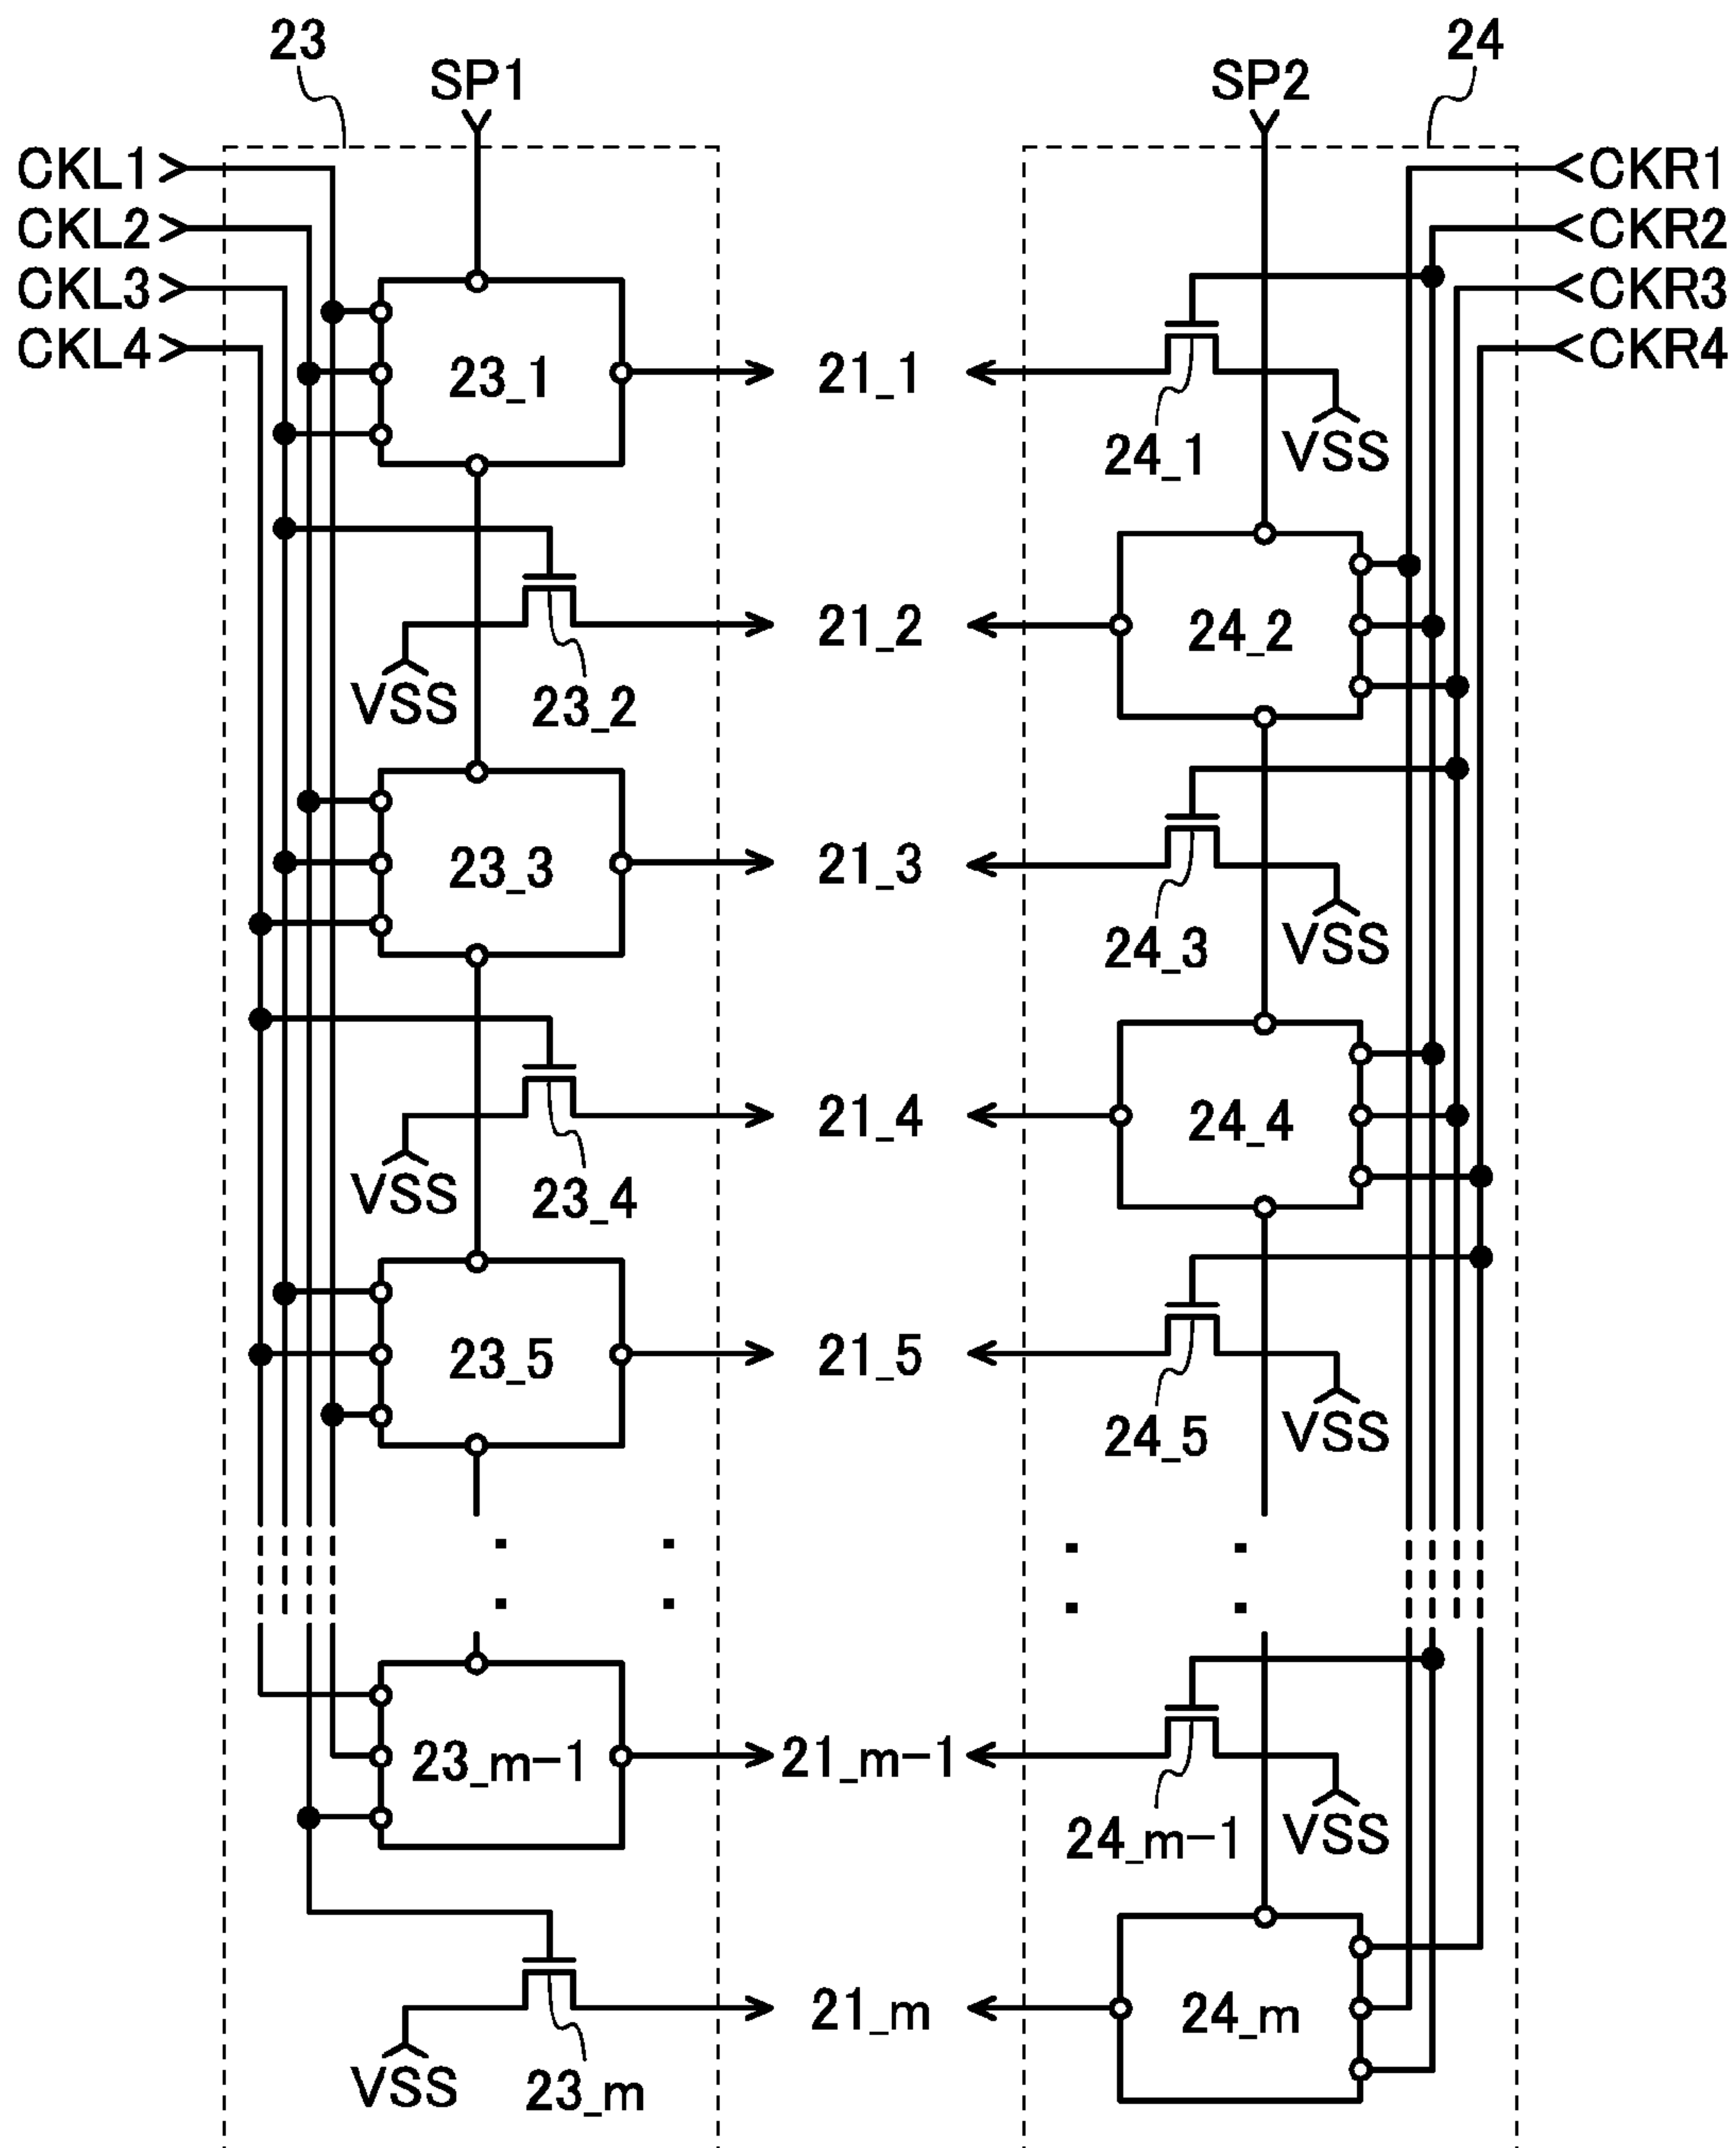 23
24
SP1
SP2
CKL1
CKR1
CKL2
CKR2
CKL3
CKR3
CKL4
CKR4
23_1
21_1
24_1
VSS
21_2
24_2
VSS
23_2
23_3
21_3
24_3
VSS
21_4
24_4
VSS
23_4
23_5
21_5
24_5
VSS
23_m-1
21_m-1
24_m-1
VSS
21_m
24_m
VSS
23_m